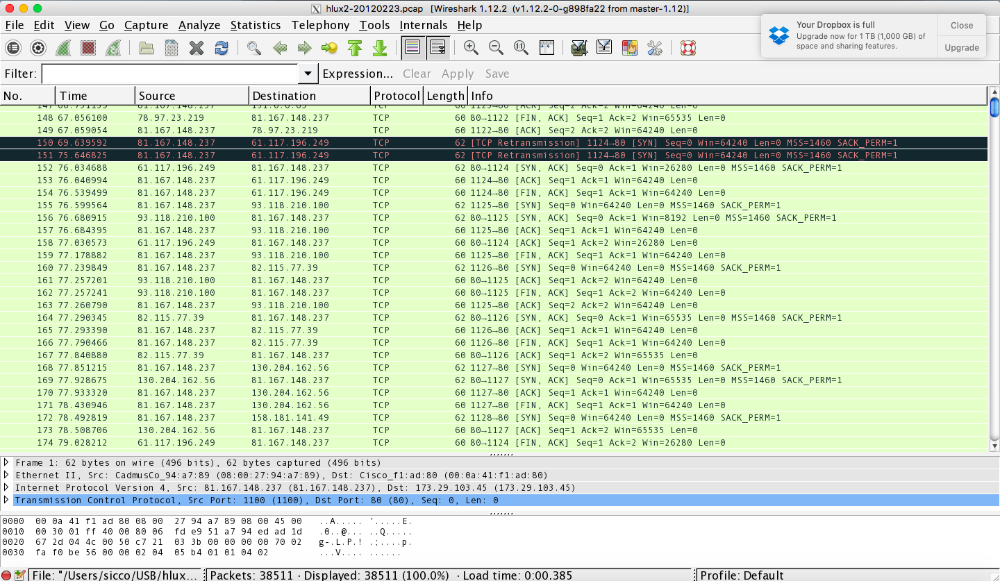 hlux2-20120223.pcap [Wireshark 1.12.2 (v1.12.2-0-g898fa22 from master-1.12)]
File Edit View Go Capture Analyze Statistics Telephony Tools Internals Help
Your Dropbox is full
Upgrade now for 1 TB (1,000 GB) of
space and sharing features.
Close
Upgrade
Filter: Expression... Clear Apply Save
No. Time Source Destination Protocol Length Info
148 67.056100 78.97.23.219 81.167.148.237 TCP 60 80→1122 [FIN, ACK] Seq=1 Ack=2 Win=65535 Len=0
149 67.059054 81.167.148.237 78.97.23.219 TCP 60 1122→80 [ACK] Seq=2 Ack=2 Win=64240 Len=0
150 69.639592 81.167.148.237 61.117.196.249 TCP 62 [TCP Retransmission] 1124→80 [SYN] Seq=0 Win=64240 Len=0 MSS=1460 SACK_PERM=1
151 75.646825 81.167.148.237 61.117.196.249 TCP 62 [TCP Retransmission] 1124→80 [SYN] Seq=0 Win=64240 Len=0 MSS=1460 SACK_PERM=1
152 76.034688 61.117.196.249 81.167.148.237 TCP 62 80→1124 [SYN, ACK] Seq=0 Ack=1 Win=26280 Len=0 MSS=1460 SACK_PERM=1
153 76.040994 81.167.148.237 61.117.196.249 TCP 60 1124→80 [ACK] Seq=1 Ack=1 Win=64240 Len=0
154 76.539499 81.167.148.237 61.117.196.249 TCP 60 1124→80 [FIN, ACK] Seq=1 Ack=1 Win=64240 Len=0
155 76.599564 81.167.148.237 93.118.210.100 TCP 62 1125→80 [SYN] Seq=0 Win=64240 Len=0 MSS=1460 SACK_PERM=1
156 76.680915 93.118.210.100 81.167.148.237 TCP 62 80→1125 [SYN, ACK] Seq=0 Ack=1 Win=8192 Len=0 MSS=1460 SACK_PERM=1
157 76.684395 81.167.148.237 93.118.210.100 TCP 60 1125→80 [ACK] Seq=1 Ack=1 Win=64240 Len=0
158 77.030573 61.117.196.249 81.167.148.237 TCP 60 80→1124 [ACK] Seq=1 Ack=2 Win=26280 Len=0
159 77.178882 81.167.148.237 93.118.210.100 TCP 60 1125→80 [FIN, ACK] Seq=1 Ack=1 Win=64240 Len=0
160 77.239849 81.167.148.237 82.115.77.39 TCP 62 1126→80 [SYN] Seq=0 Win=64240 Len=0 MSS=1460 SACK_PERM=1
161 77.257201 93.118.210.100 81.167.148.237 TCP 60 80→1125 [ACK] Seq=1 Ack=2 Win=64240 Len=0
162 77.257241 93.118.210.100 81.167.148.237 TCP 60 80→1125 [FIN, ACK] Seq=1 Ack=2 Win=64240 Len=0
163 77.260790 81.167.148.237 93.118.210.100 TCP 60 1125→80 [ACK] Seq=2 Ack=2 Win=64240 Len=0
164 77.290345 82.115.77.39 81.167.148.237 TCP 62 80→1126 [SYN, ACK] Seq=0 Ack=1 Win=65535 Len=0 MSS=1460 SACK_PERM=1
165 77.293390 81.167.148.237 82.115.77.39 TCP 60 1126→80 [ACK] Seq=1 Ack=1 Win=64240 Len=0
166 77.790466 81.167.148.237 82.115.77.39 TCP 60 1126→80 [FIN, ACK] Seq=1 Ack=1 Win=64240 Len=0
167 77.840880 82.115.77.39 81.167.148.237 TCP 60 80→1126 [ACK] Seq=1 Ack=2 Win=65535 Len=0
168 77.851215 81.167.148.237 130.204.162.56 TCP 62 1127→80 [SYN] Seq=0 Win=64240 Len=0 MSS=1460 SACK_PERM=1
169 77.928675 130.204.162.56 81.167.148.237 TCP 62 80→1127 [SYN, ACK] Seq=0 Ack=1 Win=65535 Len=0 MSS=1460 SACK_PERM=1
170 77.933320 81.167.148.237 130.204.162.56 TCP 60 1127→80 [ACK] Seq=1 Ack=1 Win=64240 Len=0
171 78.430946 81.167.148.237 130.204.162.56 TCP 60 1127→80 [FIN, ACK] Seq=1 Ack=1 Win=64240 Len=0
172 78.492819 81.167.148.237 158.181.141.49 TCP 62 1128→80 [SYN] Seq=0 Win=64240 Len=0 MSS=1460 SACK_PERM=1
173 78.508706 130.204.162.56 81.167.148.237 TCP 60 80→1127 [ACK] Seq=1 Ack=2 Win=65535 Len=0
174 79.028212 61.117.196.249 81.167.148.237 TCP 60 80→1124 [FIN, ACK] Seq=1 Ack=2 Win=26280 Len=0
Frame 1: 62 bytes on wire (496 bits), 62 bytes captured (496 bits)
Ethernet II, Src: CadmusCo_94:a7:89 (08:00:27:94:a7:89), Dst: Cisco_f1:ad:80 (00:0a:41:f1:ad:80)
Internet Protocol Version 4, Src: 81.167.148.237 (81.167.148.237), Dst: 173.29.103.45 (173.29.103.45)
Transmission Control Protocol, Src Port: 1100 (1100), Dst Port: 80 (80), Seq: 0, Len: 0
0000 00 0a 41 f1 ad 80 08 00 27 94 a7 89 08 00 45 00 ..A..... '.....E.
0010 00 30 01 ff 40 00 80 06 fd e9 51 a7 94 ed ad 1d .0..@... ..Q.....
0020 67 2d 04 4c 00 50 c7 21 03 3b 00 00 00 00 70 02 g-.L.P.! .;....p.
0030 fa f0 be 56 00 00 02 04 05 b4 01 01 04 02 ...V.... ......
File: "/Users/sicco/USB/hlux... Packets: 38511 · Displayed: 38511 (100.0%) · Load time: 0:00.385 Profile: Default